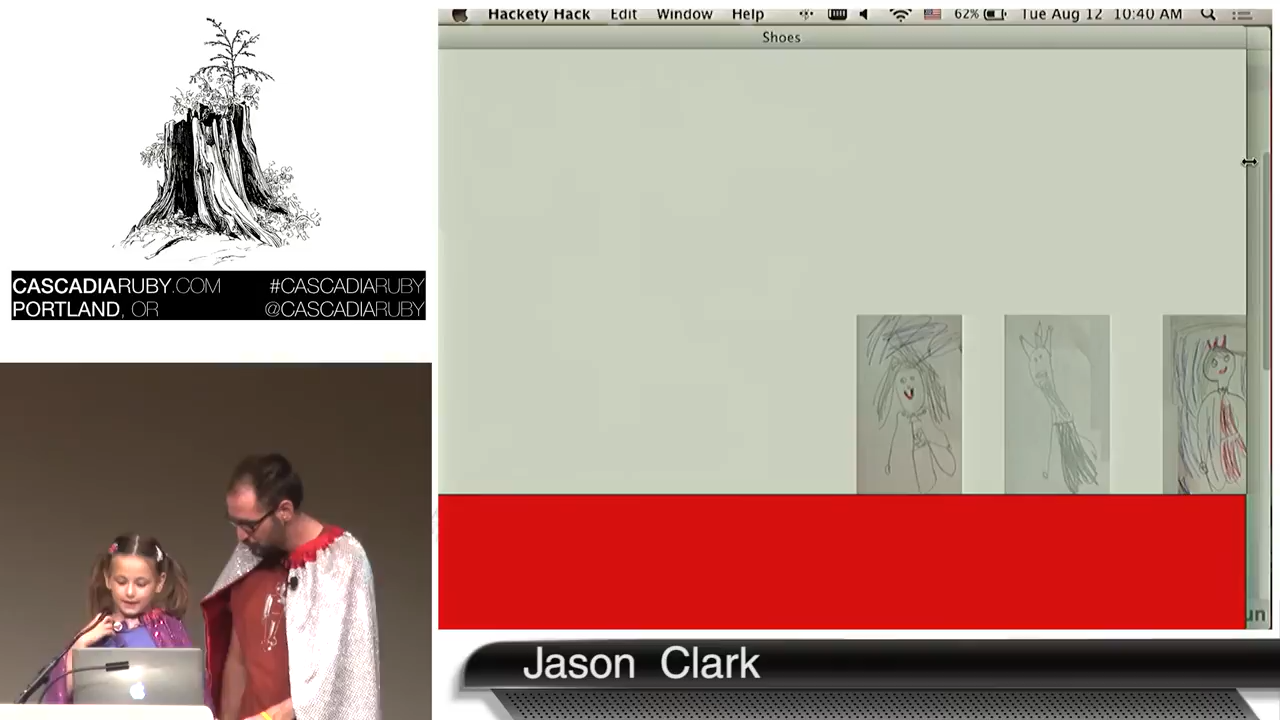 CASCADIARUBY.COM #CASCADIARUBY
PORTLAND, OR @CASCADIARUBY
Hackety Hack Edit Window Help 62% Tue Aug 12 10:40 AM
Shoes
un
Jason Clark